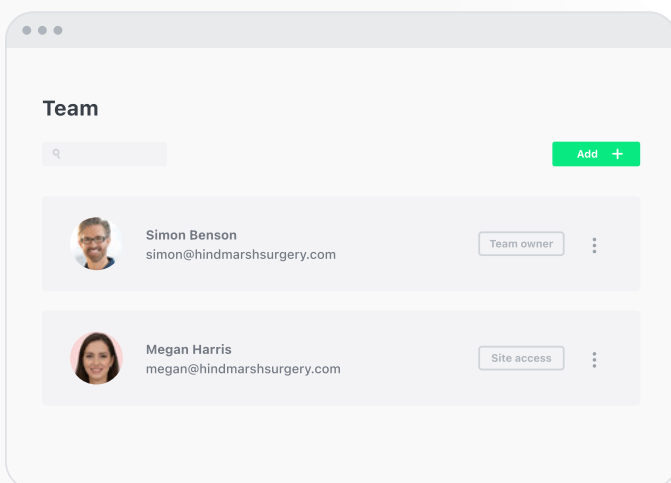 Team
Add +
Simon Benson
simon@hindmarshsurgery.com
Team owner
Megan Harris
megan@hindmarshsurgery.com
Site access